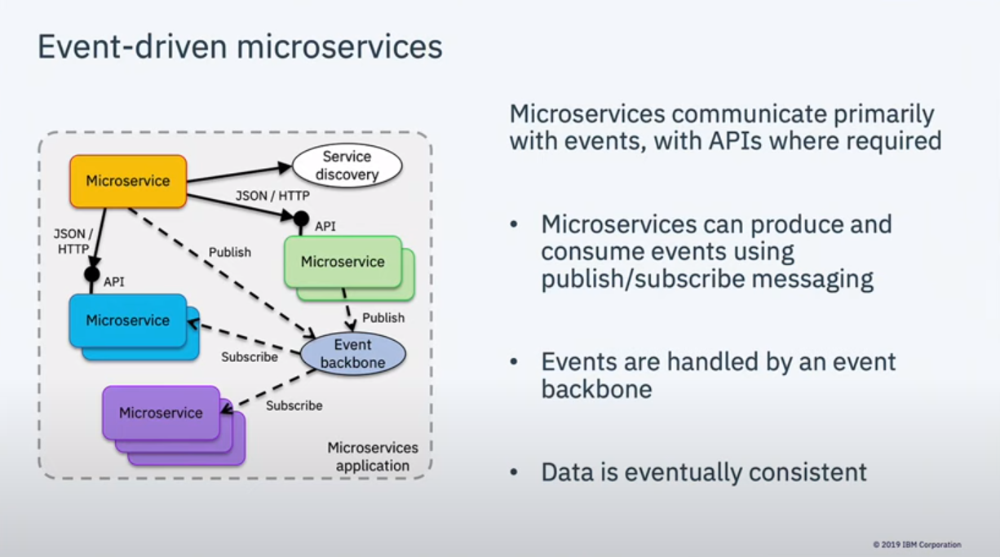 Event-driven microservices
Microservice
Service
discovery
JSON / HTTP
API
JSON /
HTTP
API
Publish
Microservice
Microservice
Publish
Subscribe
Event
backbone
Microservice
Subscribe
Microservices
application
Microservices communicate primarily
with events, with APIs where required
• Microservices can produce and
consume events using
publish/subscribe messaging
• Events are handled by an event
backbone
• Data is eventually consistent
© 2019 IBM Corporation